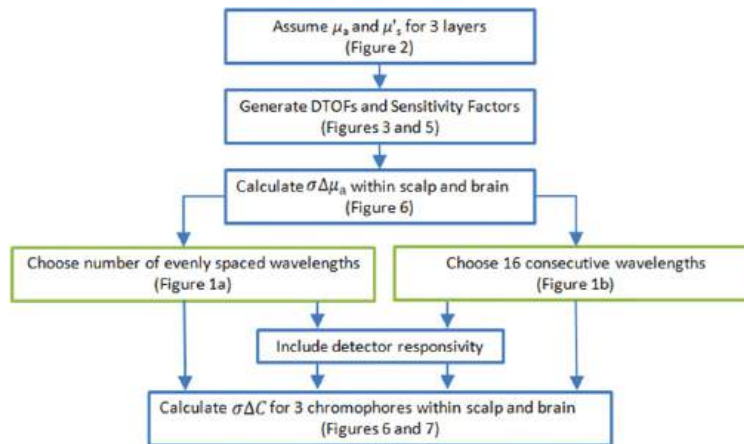 Assume μₐ and μ'ₛ for 3 layers
(Figure 2)
Generate DTOFs and Sensitivity Factors
(Figures 3 and 5)
Calculate σΔμₐ within scalp and brain
(Figure 6)
Choose number of evenly spaced wavelengths
(Figure 1a)
Choose 16 consecutive wavelengths
(Figure 1b)
Include detector responsivity
Calculate σΔC for 3 chromophores within scalp and brain
(Figures 6 and 7)